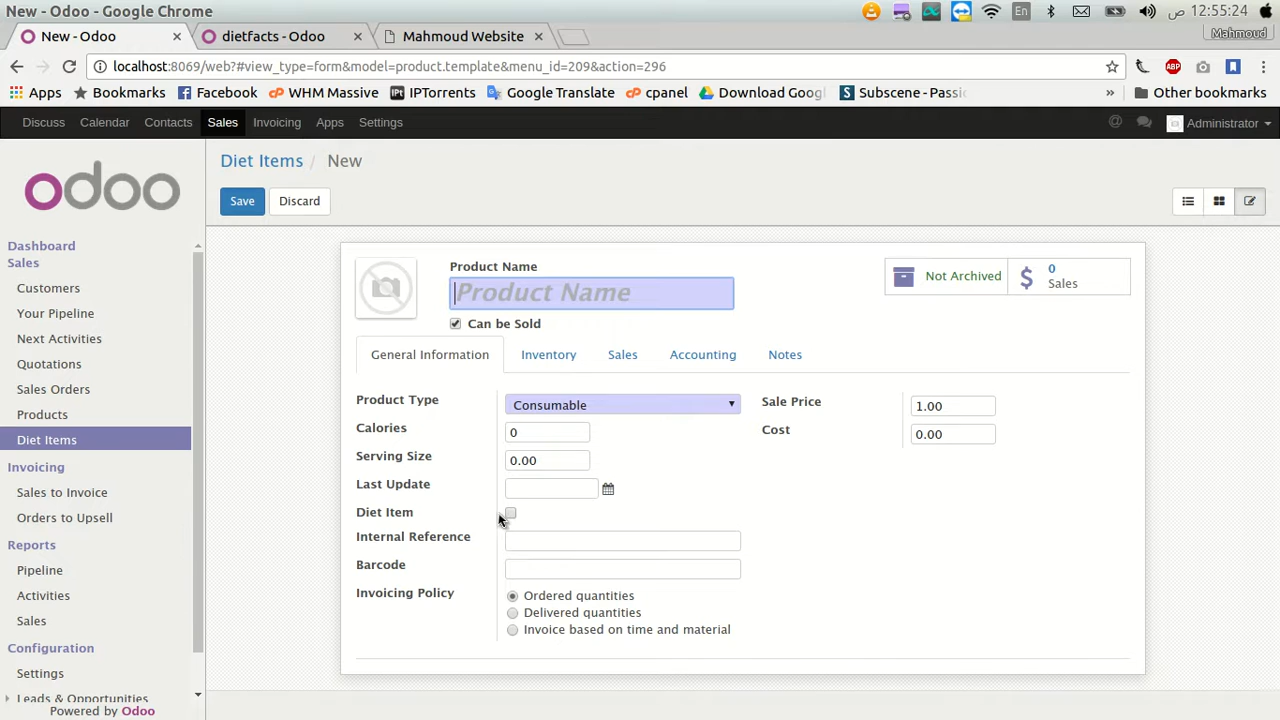 New - Odoo - Google Chrome
En
12:55:24 ص
New - Odoo
dietfacts - Odoo
Mahmoud Website
Mahmoud
localhost:8069/web?#view_type=form&model=product.template&menu_id=209&action=296
ABP
Apps
Bookmarks
Facebook
WHM Massive
IPTorrents
Google Translate
cpanel
Download Goog
Subscene - Passi
Other bookmarks
Discuss
Calendar
Contacts
Sales
Invoicing
Apps
Settings
Administrator
odoo
Dashboard
Sales
Customers
Your Pipeline
Next Activities
Quotations
Sales Orders
Products
Diet Items
Invoicing
Sales to Invoice
Orders to Upsell
Reports
Pipeline
Activities
Sales
Configuration
Settings
Leads & Opportunities
Powered by Odoo
Diet Items / New
Save
Discard
Product Name
Product Name
Can be Sold
Not Archived
0
Sales
General Information
Inventory
Sales
Accounting
Notes
Product Type
Consumable
Calories
0
Serving Size
0.00
Last Update
Diet Item
Internal Reference
Barcode
Invoicing Policy
Ordered quantities
Delivered quantities
Invoice based on time and material
Sale Price
1.00
Cost
0.00